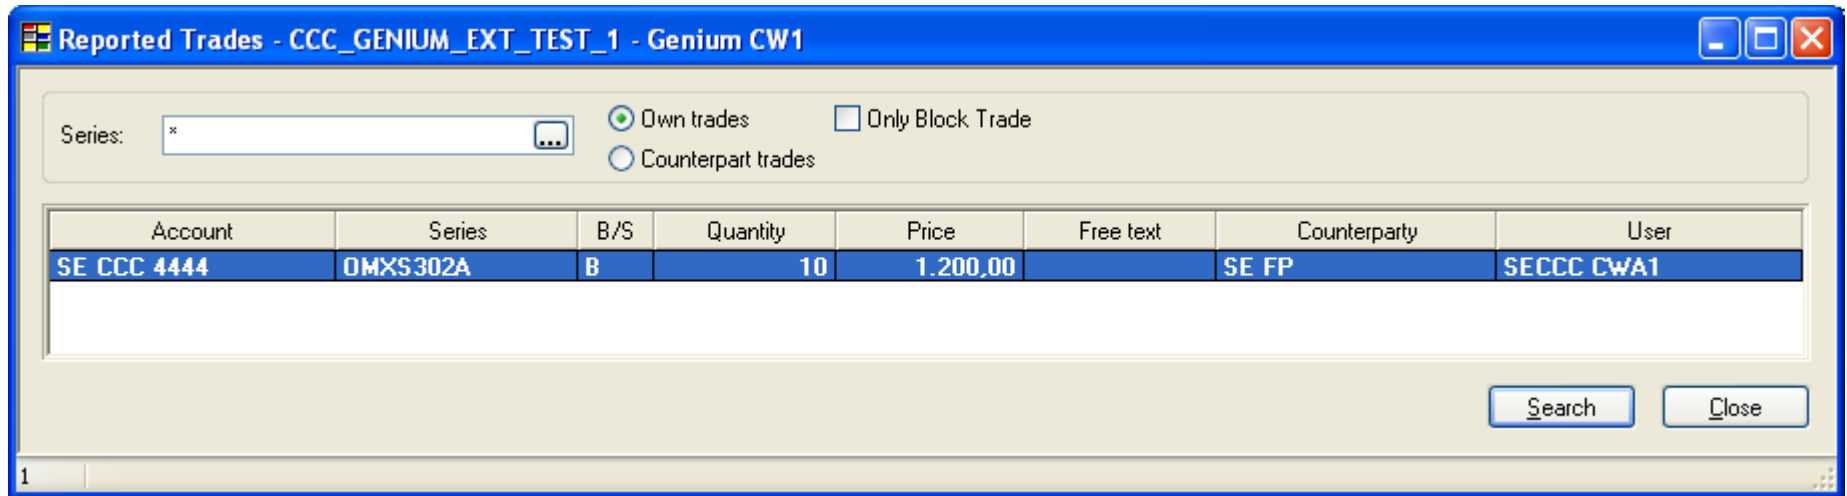 Reported Trades - CCC_GENIUM_EXT_TEST_1 - Genium CW1
Series: * ... Own trades Only Block Trade
Counterpart trades
Account Series B/S Quantity Price Free text Counterparty User
SE CCC 4444 OMXS302A B 10 1.200,00 SE FP SECCC CWA1
Search Close
1